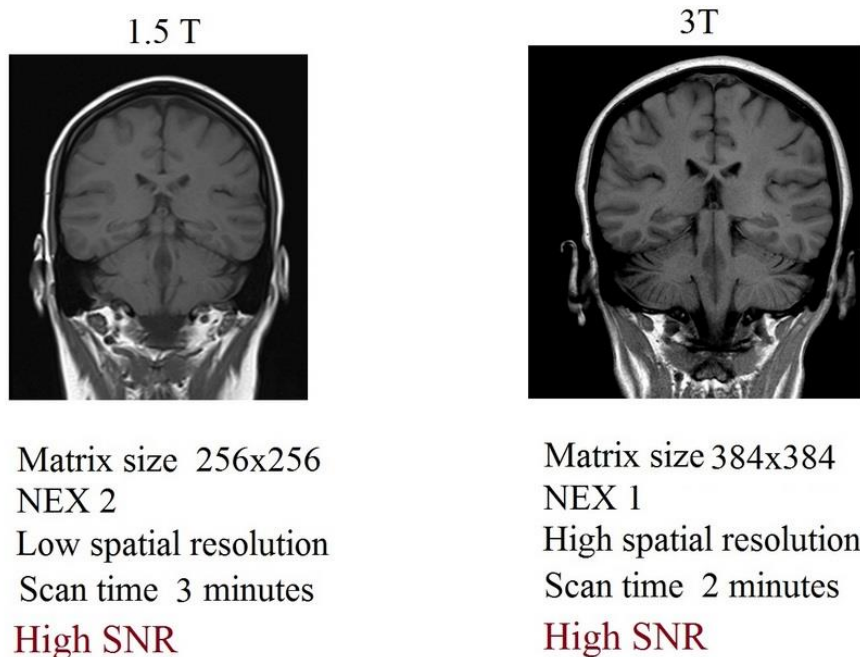 1.5 T
Matrix size 256x256
NEX 2
Low spatial resolution
Scan time 3 minutes
High SNR
3T
Matrix size 384x384
NEX 1
High spatial resolution
Scan time 2 minutes
High SNR